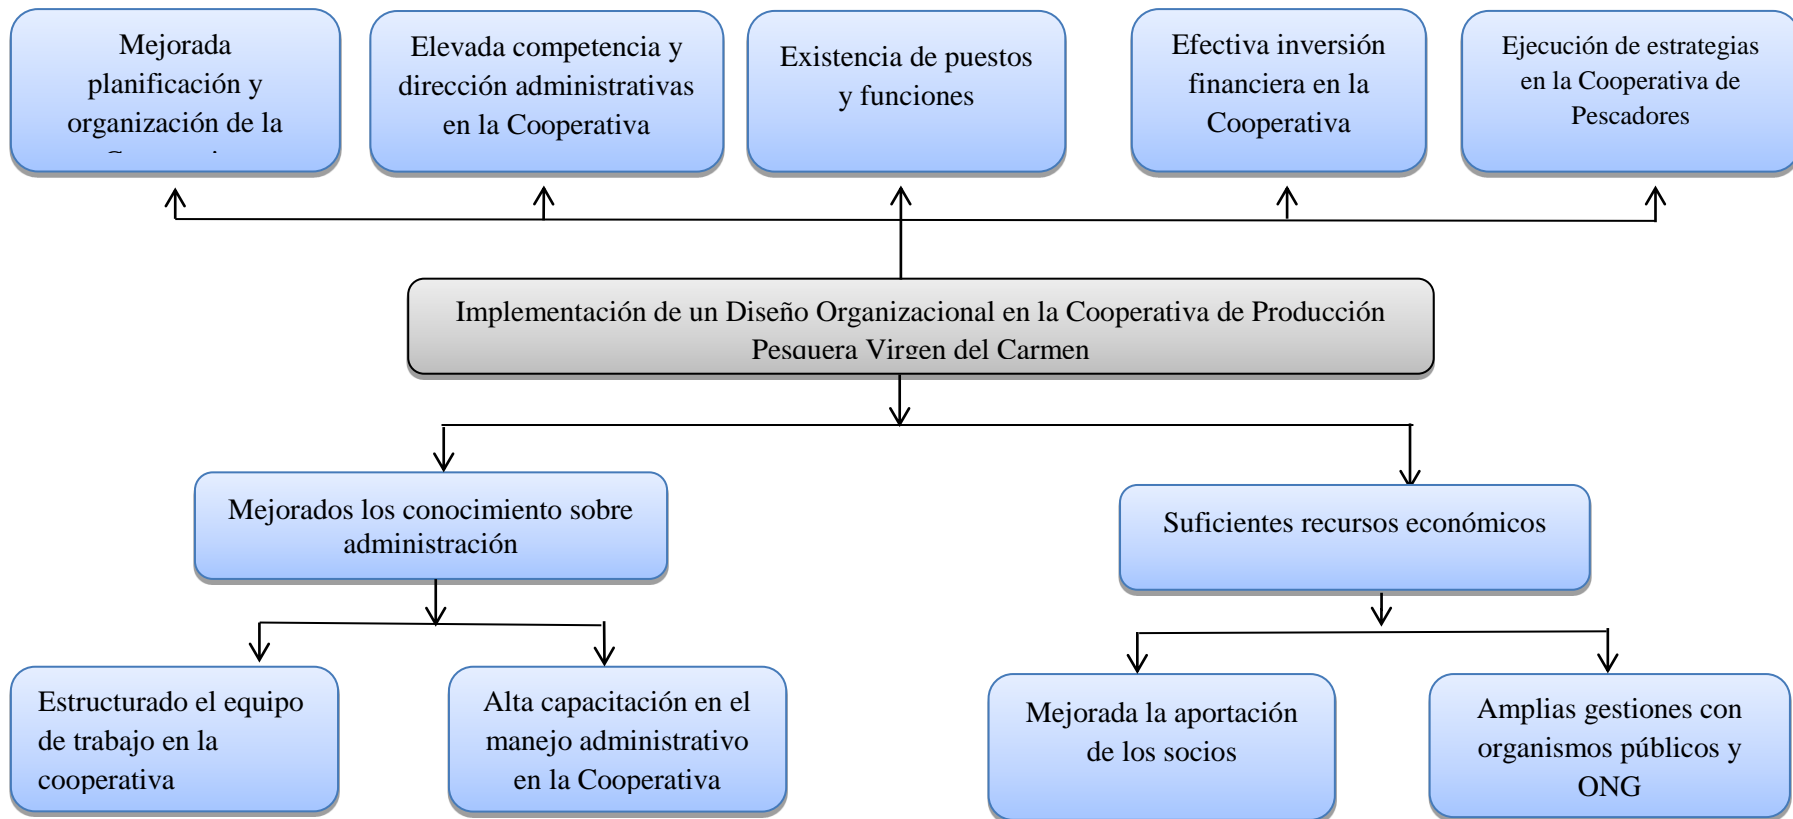 Mejorada
planificación y
organización de la
Elevada competencia y
dirección administrativas
en la Cooperativa
Existencia de puestos
y funciones
Efectiva inversión
financiera en la
Cooperativa
Ejecución de estrategias
en la Cooperativa de
Pescadores
Implementación de un Diseño Organizacional en la Cooperativa de Producción
Pesquera Virgen del Carmen
Mejorados los conocimiento sobre
administración
Suficientes recursos económicos
Estructurado el equipo
de trabajo en la
cooperativa
Alta capacitación en el
manejo administrativo
en la Cooperativa
Mejorada la aportación
de los socios
Amplias gestiones con
organismos públicos y
ONG